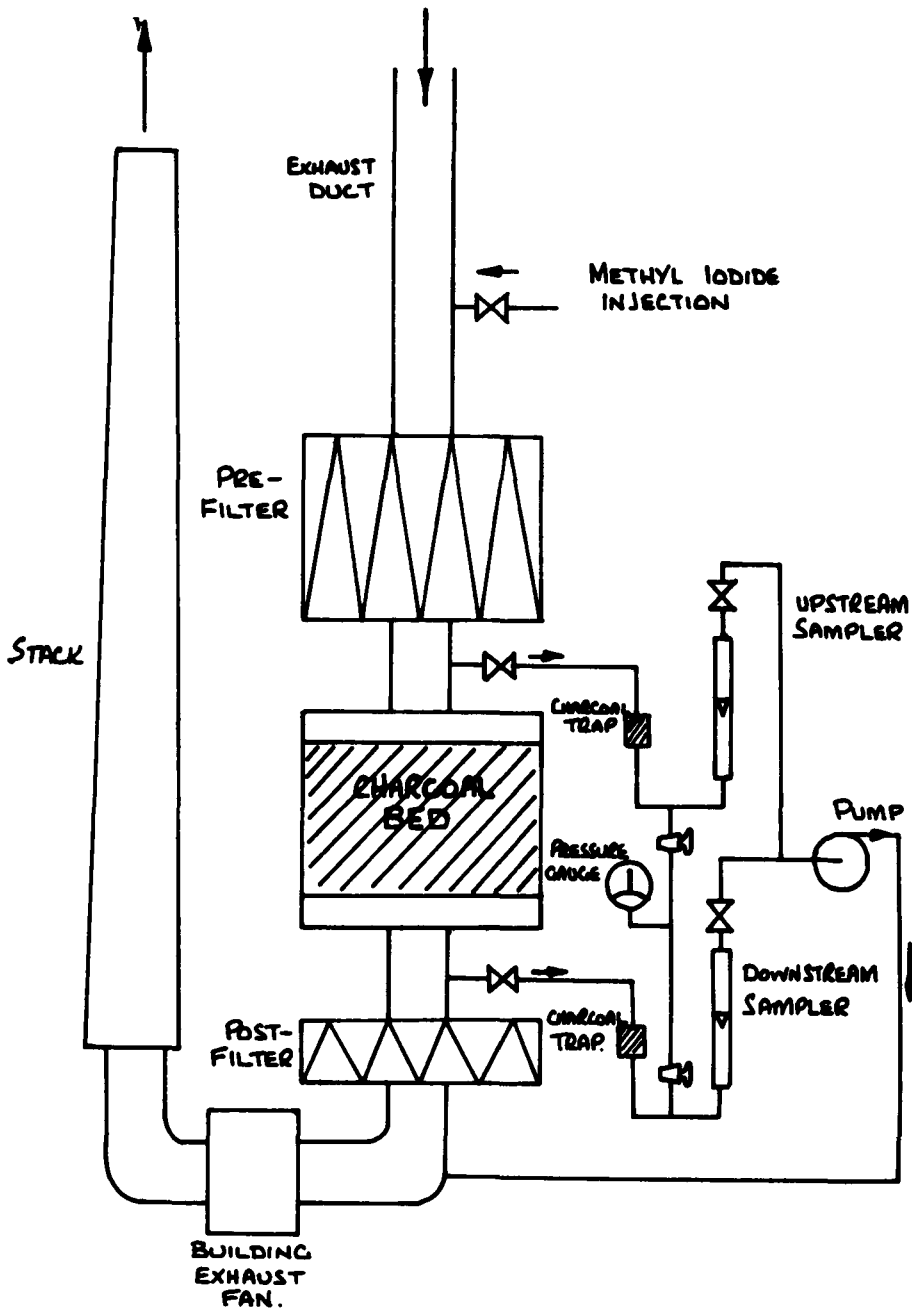 EXHAUST
DUCT
METHYL IODIDE
INJECTION
PRE-
FILTER
UPSTREAM
SAMPLER
STACK
CHARCOAL
TRAP
CHARCOAL
BED
PUMP
PRESSURE
GAUGE
DOWNSTREAM
SAMPLER
POST-
FILTER
CHARCOAL
TRAP.
BUILDING
EXHAUST
FAN.